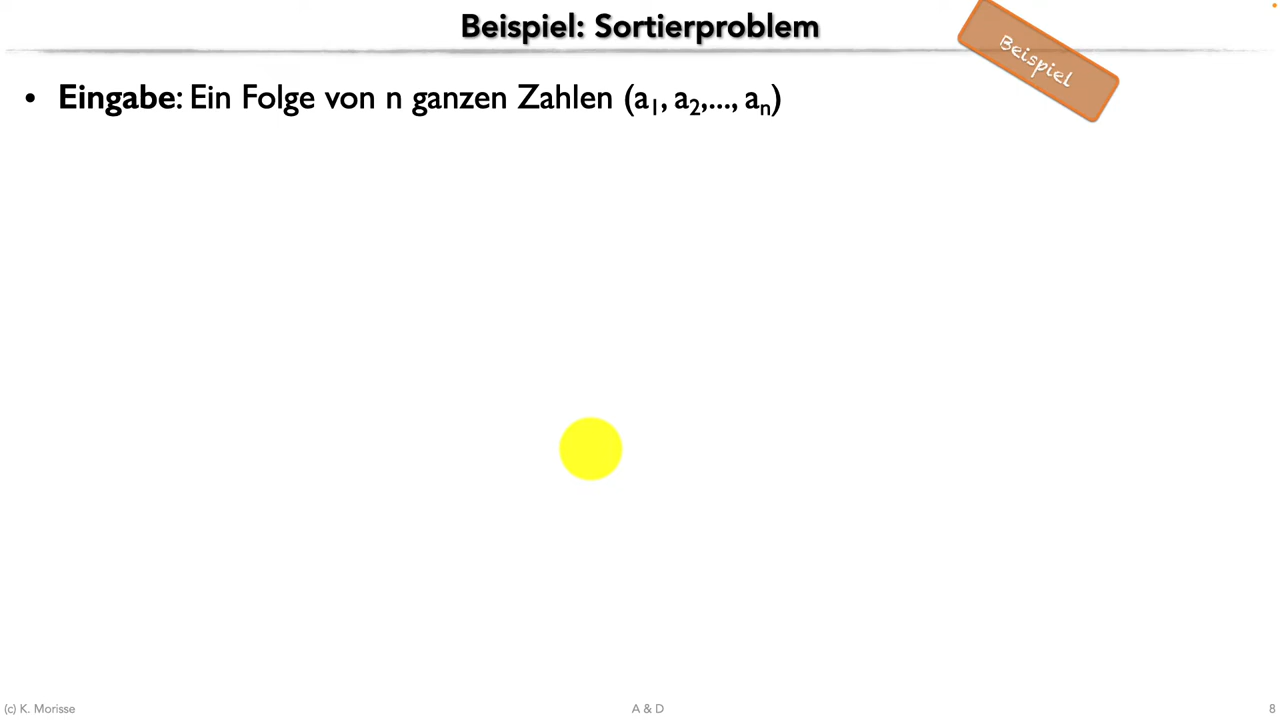 Beispiel: Sortierproblem
Beispiel
• Eingabe: Ein Folge von n ganzen Zahlen (a₁, a₂,..., aₙ)
(c) K. Morisse
A & D
8